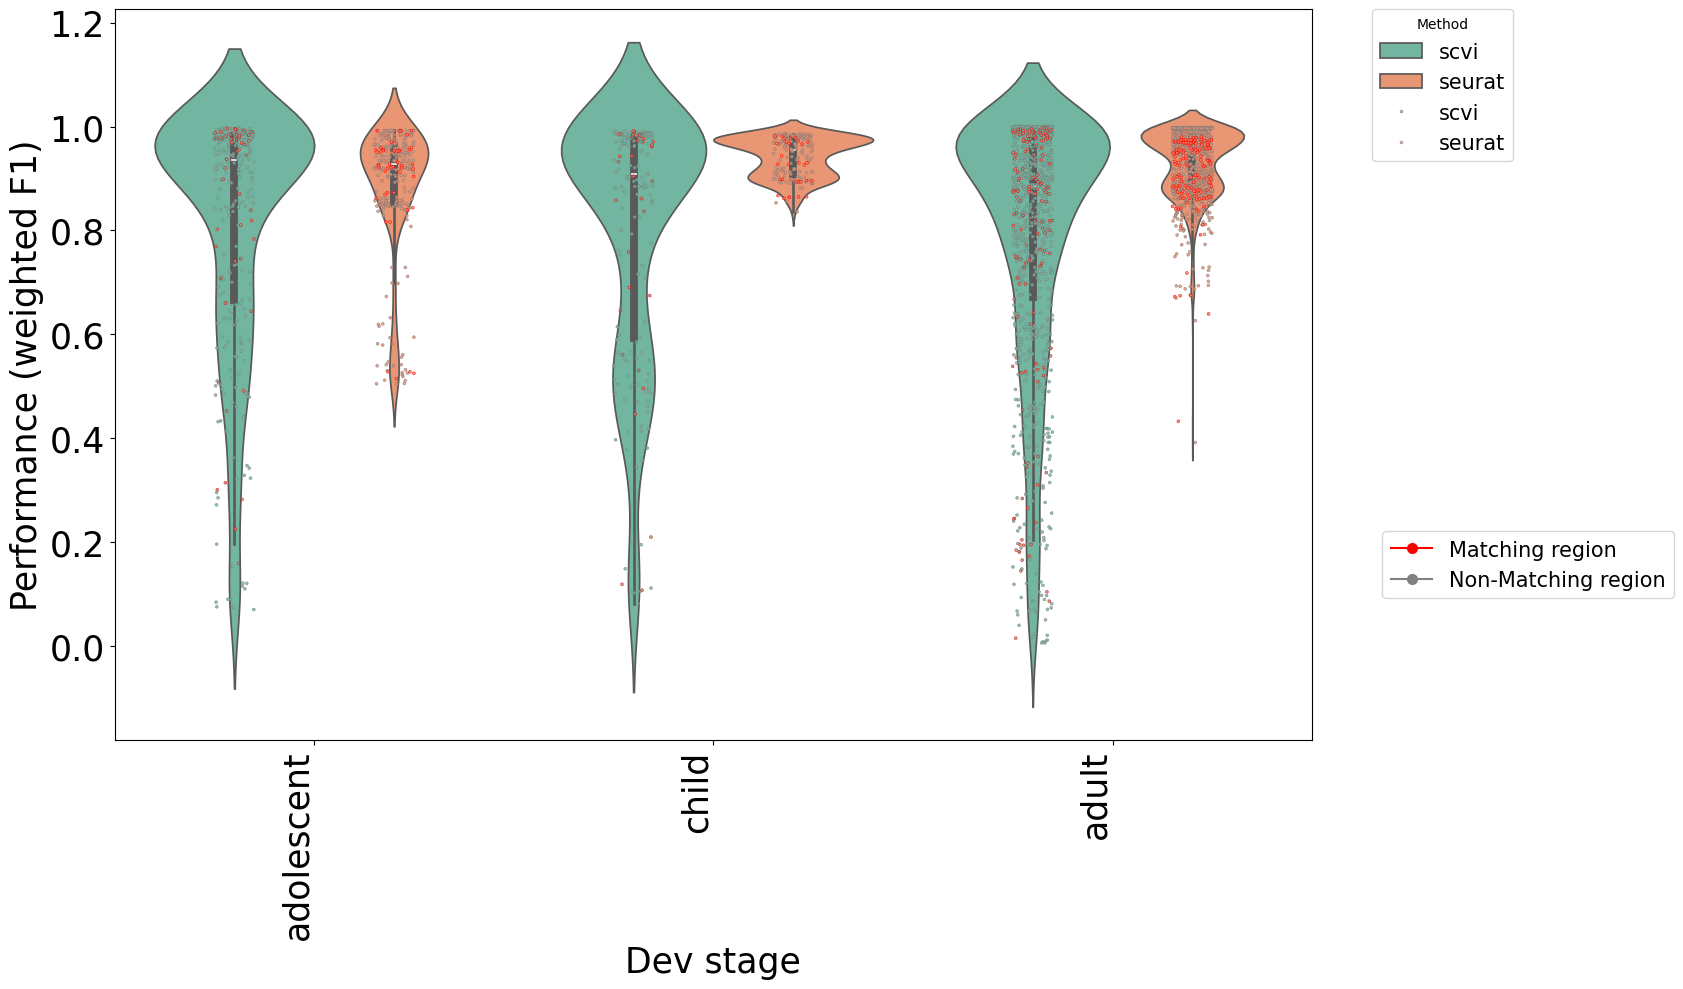 Performance (weighted F1)
1.2
1.0
0.8
0.6
0.4
0.2
0.0
adolescent
child
adult
Dev stage
Method
scvi
seurat
scvi
seurat
Matching region
Non-Matching region